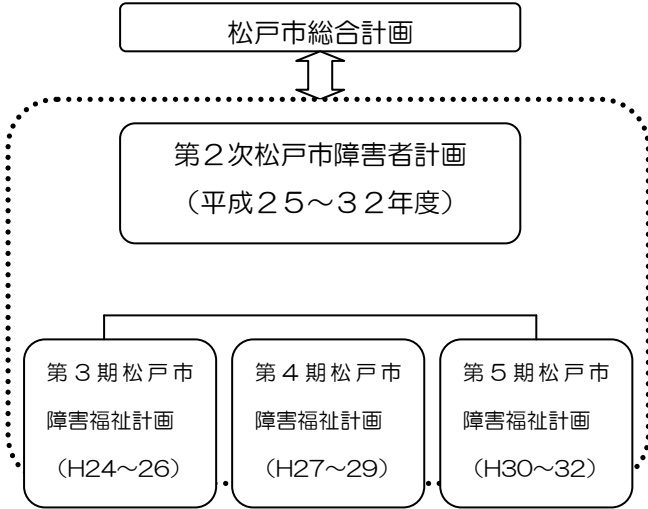 松戸市総合計画
第２次松戸市障害者計画
（平成２５～３２年度）
第３期松戸市
障害福祉計画
（H24～26）
第４期松戸市
障害福祉計画
（H27～29）
第５期松戸市
障害福祉計画
（H30～32）